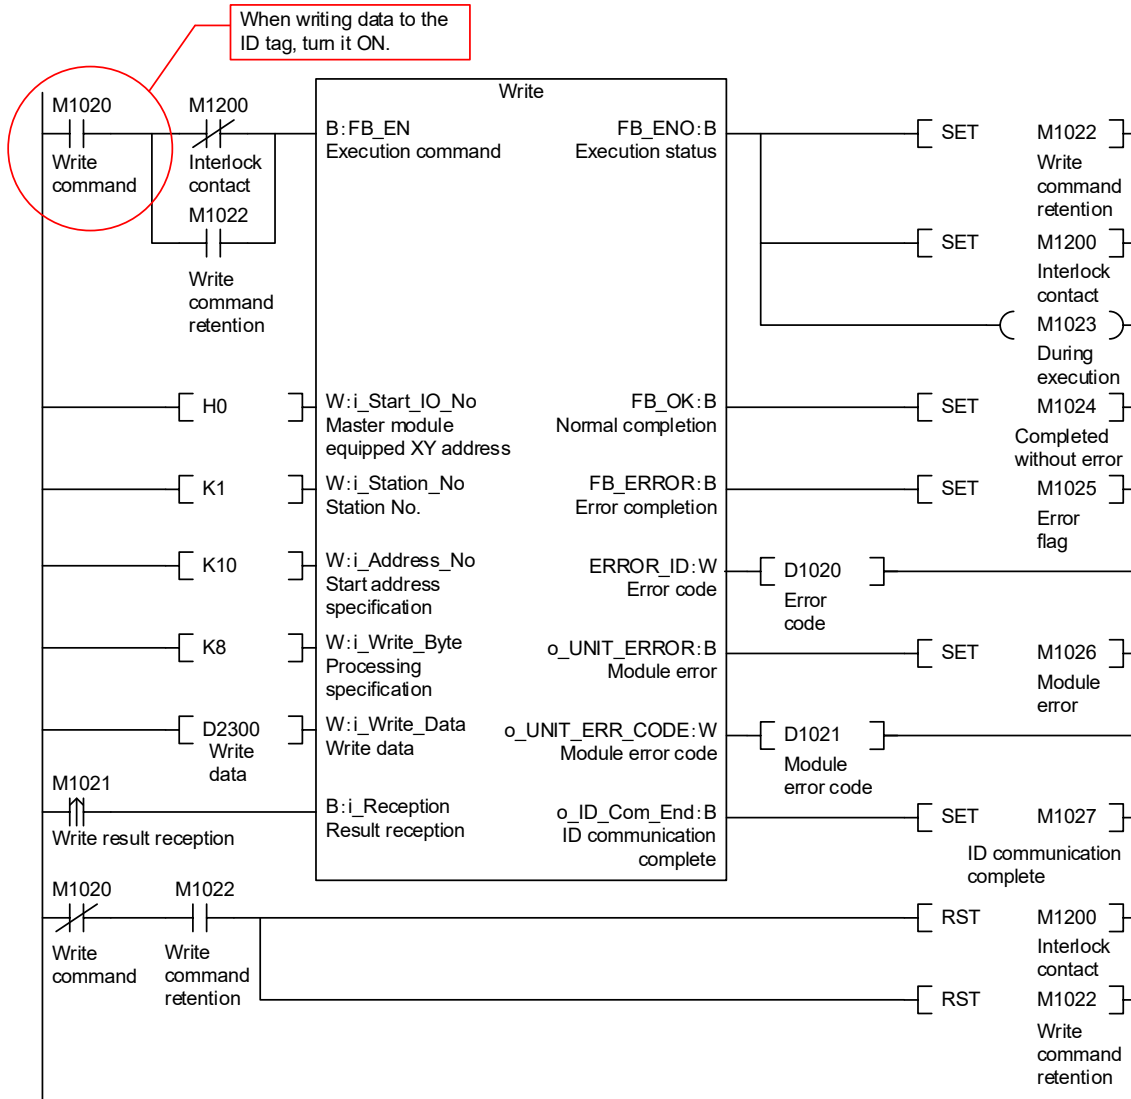 When writing data to the
ID tag, turn it ON.
Write
M1020
M1200
B:FB_EN
FB_ENO:B
SET
M1022
Execution command
Execution status
Write
command
Interlock
contact
Write
command
retention
M1022
SET
M1200
Write
command
retention
Interlock
contact
M1023
During
execution
H0
W:i_Start_IO_No
Master module
equipped XY address
FB_OK:B
Normal completion
SET
M1024
Completed
without error
K1
W:i_Station_No
Station No.
FB_ERROR:B
Error completion
SET
M1025
Error
flag
K10
W:i_Address_No
Start address
specification
ERROR_ID:W
Error code
D1020
Error
code
K8
W:i_Write_Byte
Processing
specification
o_UNIT_ERROR:B
Module error
SET
M1026
Module
error
D2300
Write
data
W:i_Write_Data
Write data
o_UNIT_ERR_CODE:W
Module error code
D1021
Module
error code
M1021
Write result reception
B:i_Reception
Result reception
o_ID_Com_End:B
ID communication
complete
SET
M1027
ID communication
complete
M1020
M1022
Write
command
Write
command
retention
RST
M1200
Interlock
contact
RST
M1022
Write
command
retention